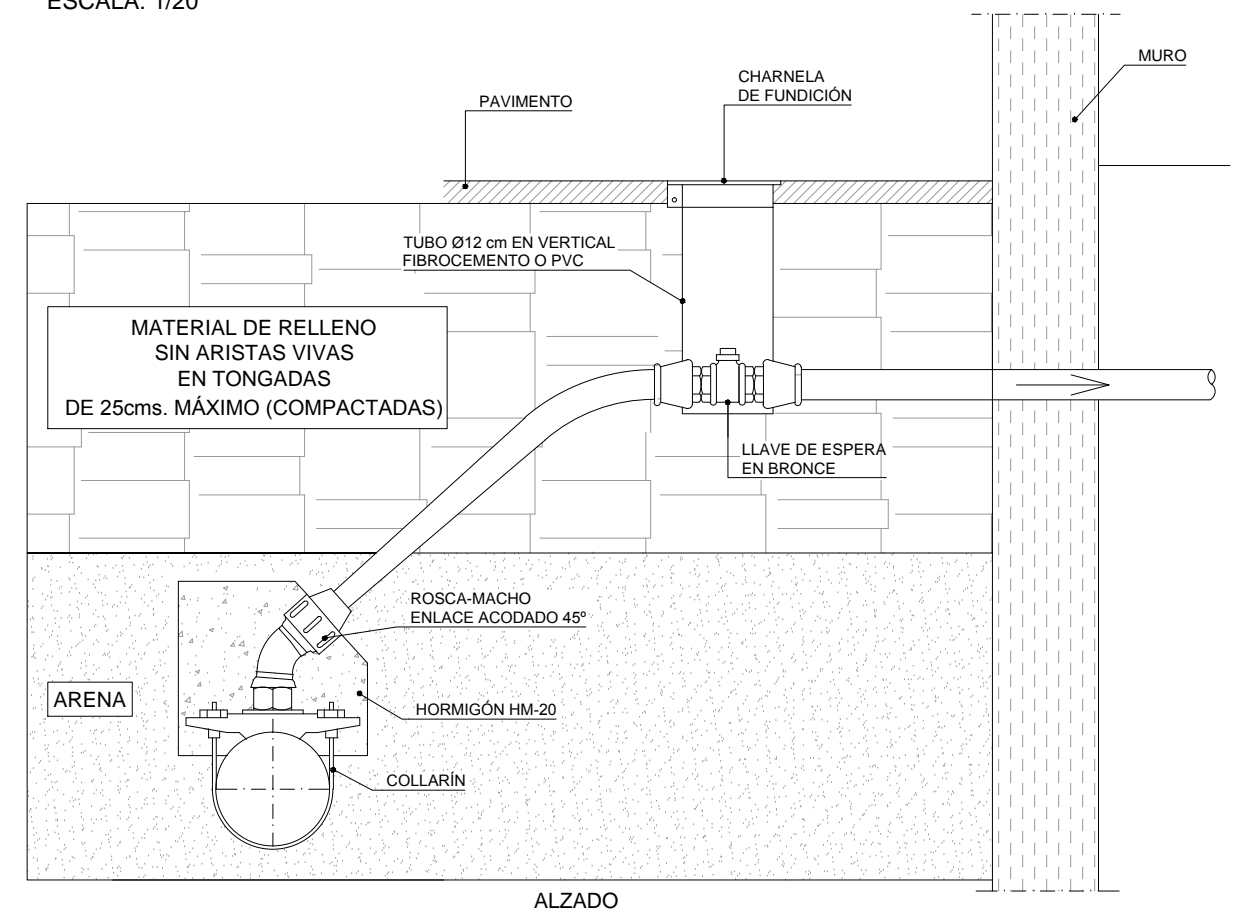 ESCALA: 1/20
MURO
CHARNELA
DE FUNDICIÓN
PAVIMENTO
TUBO Ø12 cm EN VERTICAL
FIBROCEMENTO O PVC
MATERIAL DE RELLENO
SIN ARISTAS VIVAS
EN TONGADAS
DE 25cms. MÁXIMO (COMPACTADAS)
LLAVE DE ESPERA
EN BRONCE
ROSCA-MACHO
ENLACE ACODADO 45º
ARENA
HORMIGÓN HM-20
COLLARÍN
ALZADO